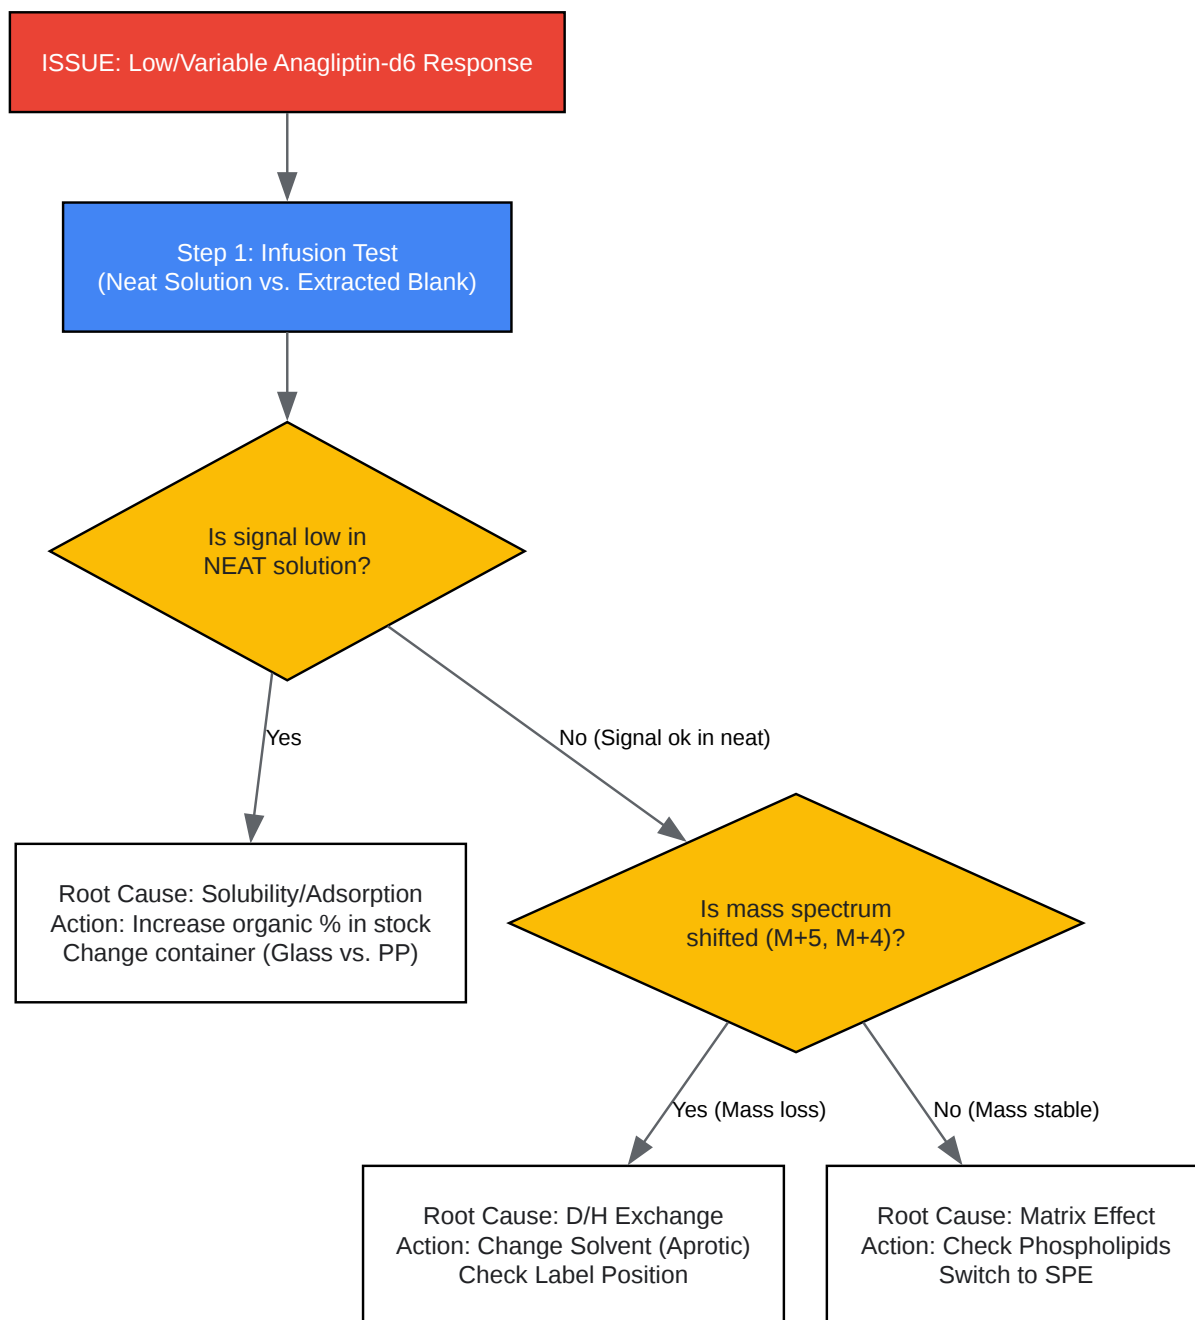 ISSUE: Low/Variable Anagliptin-d6 Response
Step 1: Infusion Test
(Neat Solution vs. Extracted Blank)
Is signal low in
NEAT solution?
Yes
No (Signal ok in neat)
Root Cause: Solubility/Adsorption
Action: Increase organic % in stock
Change container (Glass vs. PP)
Is mass spectrum
shifted (M+5, M+4)?
Yes (Mass loss)
No (Mass stable)
Root Cause: D/H Exchange
Action: Change Solvent (Aprotic)
Check Label Position
Root Cause: Matrix Effect
Action: Check Phospholipids
Switch to SPE